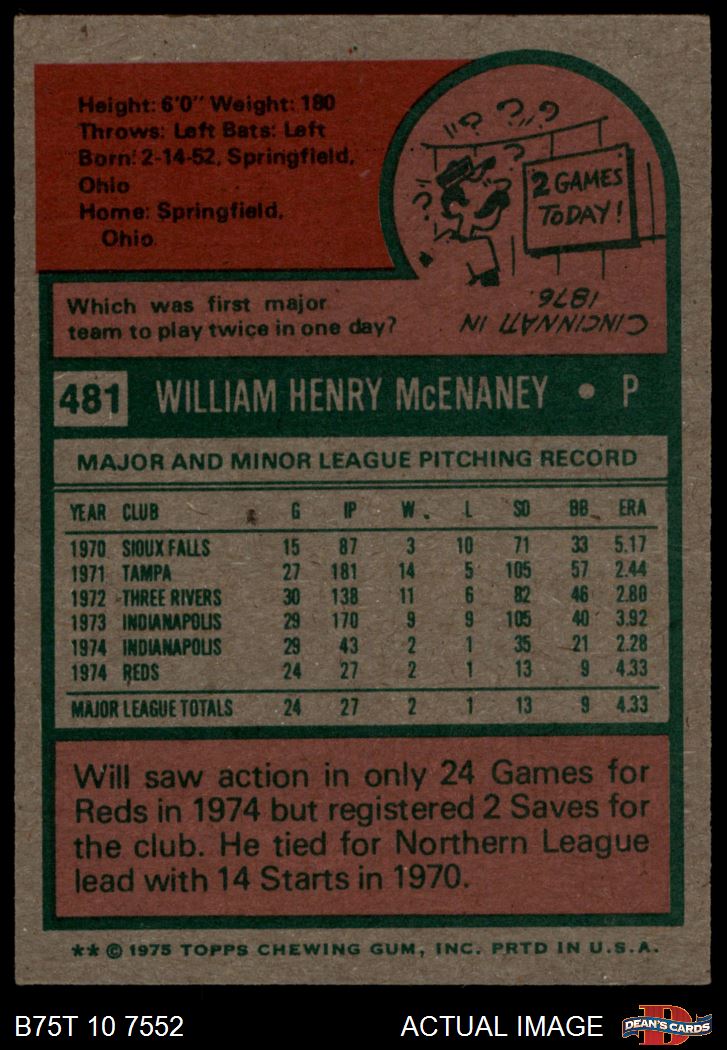 Height: 6'0" Weight: 180
Throws: Left Bats: Left
Born: 2-14-52, Springfield,
Ohio
Home: Springfield,
Ohio
2 GAMES
TODAY!
Which was first major
team to play twice in one day?
CINCINNATI IN
1876.
481 WILLIAM HENRY McENANEY • P
MAJOR AND MINOR LEAGUE PITCHING RECORD
YEAR CLUB G IP W L SO BB ERA
1970 SIOUX FALLS 15 87 3 10 71 33 5.17
1971 TAMPA 27 181 14 5 105 57 2.44
1972 THREE RIVERS 30 138 11 6 82 46 2.80
1973 INDIANAPOLIS 29 170 9 9 105 40 3.92
1974 INDIANAPOLIS 29 43 2 1 35 21 2.28
1974 REDS 24 27 2 1 13 9 4.33
MAJOR LEAGUE TOTALS 24 27 2 1 13 9 4.33
Will saw action in only 24 Games for
Reds in 1974 but registered 2 Saves for
the club. He tied for Northern League
lead with 14 Starts in 1970.
** © 1975 TOPPS CHEWING GUM, INC. PRTD IN U.S.A.
B75T 10 7552 ACTUAL IMAGE DEAN'S CARDS